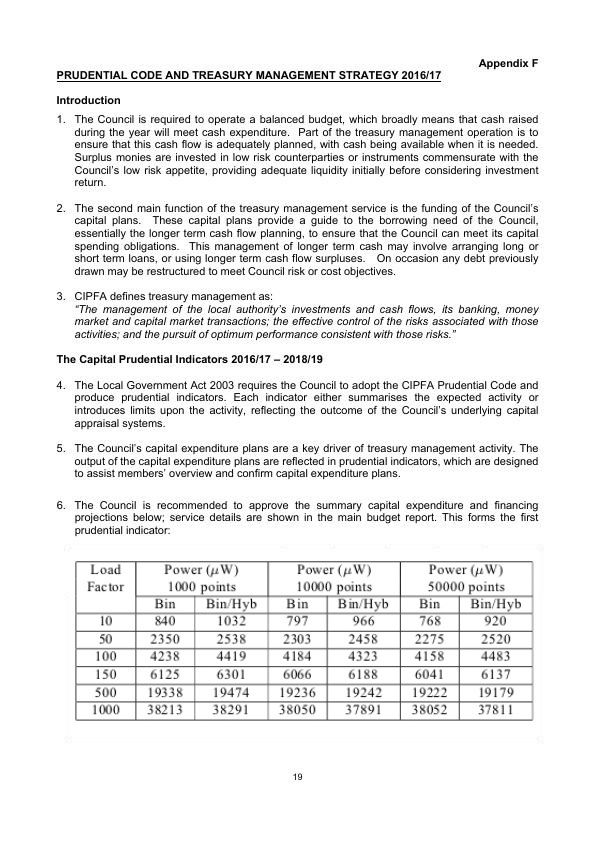 Appendix F
PRUDENTIAL CODE AND TREASURY MANAGEMENT STRATEGY 2016/17
Introduction
1. The Council is required to operate a balanced budget, which broadly means that cash raised
during the year will meet cash expenditure. Part of the treasury management operation is to
ensure that this cash flow is adequately planned, with cash being available when it is needed.
Surplus monies are invested in low risk counterparties or instruments commensurate with the
Council's low risk appetite, providing adequate liquidity initially before considering investment
return.
2. The second main function of the treasury management service is the funding of the Council's
capital plans. These capital plans provide a guide to the borrowing need of the Council,
essentially the longer term cash flow planning, to ensure that the Council can meet its capital
spending obligations. This management of longer term cash may involve arranging long or
short term loans, or using longer term cash flow surpluses. On occasion any debt previously
drawn may be restructured to meet Council risk or cost objectives.
3. CIPFA defines treasury management as:
"The management of the local authority's investments and cash flows, its banking, money
market and capital market transactions; the effective control of the risks associated with those
activities; and the pursuit of optimum performance consistent with those risks."
The Capital Prudential Indicators 2016/17 – 2018/19
4. The Local Government Act 2003 requires the Council to adopt the CIPFA Prudential Code and
produce prudential indicators. Each indicator either summarises the expected activity or
introduces limits upon the activity, reflecting the outcome of the Council's underlying capital
appraisal systems.
5. The Council's capital expenditure plans are a key driver of treasury management activity. The
output of the capital expenditure plans are reflected in prudential indicators, which are designed
to assist members' overview and confirm capital expenditure plans.
6. The Council is recommended to approve the summary capital expenditure and financing
projections below; service details are shown in the main budget report. This forms the first
prudential indicator:
Load Power (μW) Power (μW) Power (μW)
Factor 1000 points 10000 points 50000 points
Bin Bin/Hyb Bin Bin/Hyb Bin Bin/Hyb
10 840 1032 797 966 768 920
50 2350 2538 2303 2458 2275 2520
100 4238 4419 4184 4323 4158 4483
150 6125 6301 6066 6188 6041 6137
500 19338 19474 19236 19242 19222 19179
1000 38213 38291 38050 37891 38052 37811
19